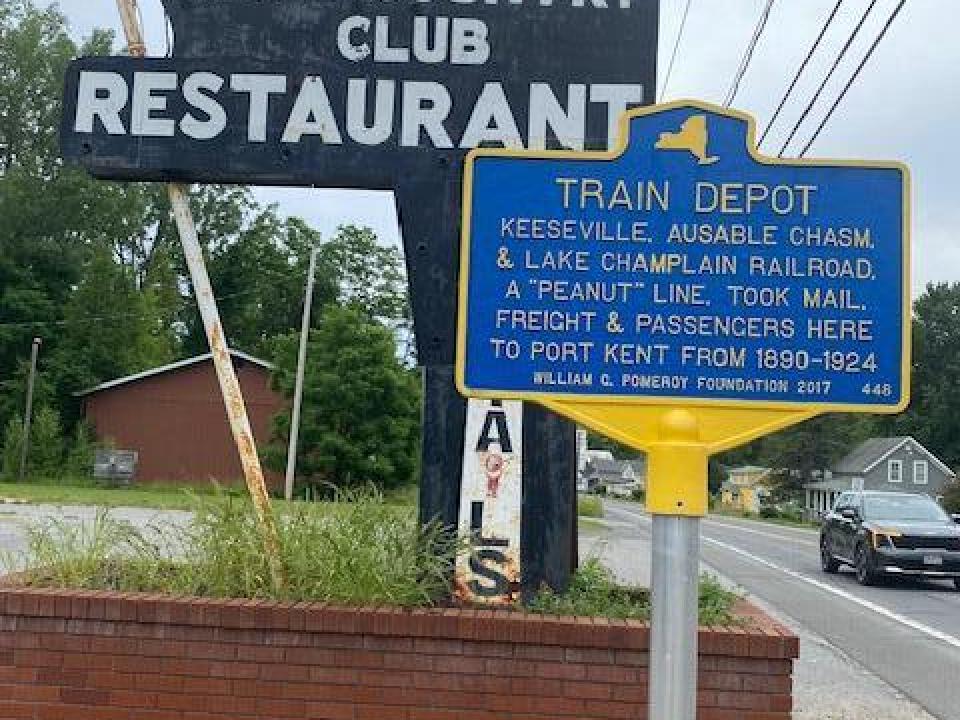 CLUB
RESTAURANT
TRAIN DEPOT
KEESEVILLE, AUSABLE CHASM,
& LAKE CHAMPLAIN RAILROAD,
A "PEANUT" LINE, TOOK MAIL,
FREIGHT & PASSENGERS HERE
TO PORT KENT FROM 1890-1924
WILLIAM G. POMEROY FOUNDATION 2017 448
A
L
S